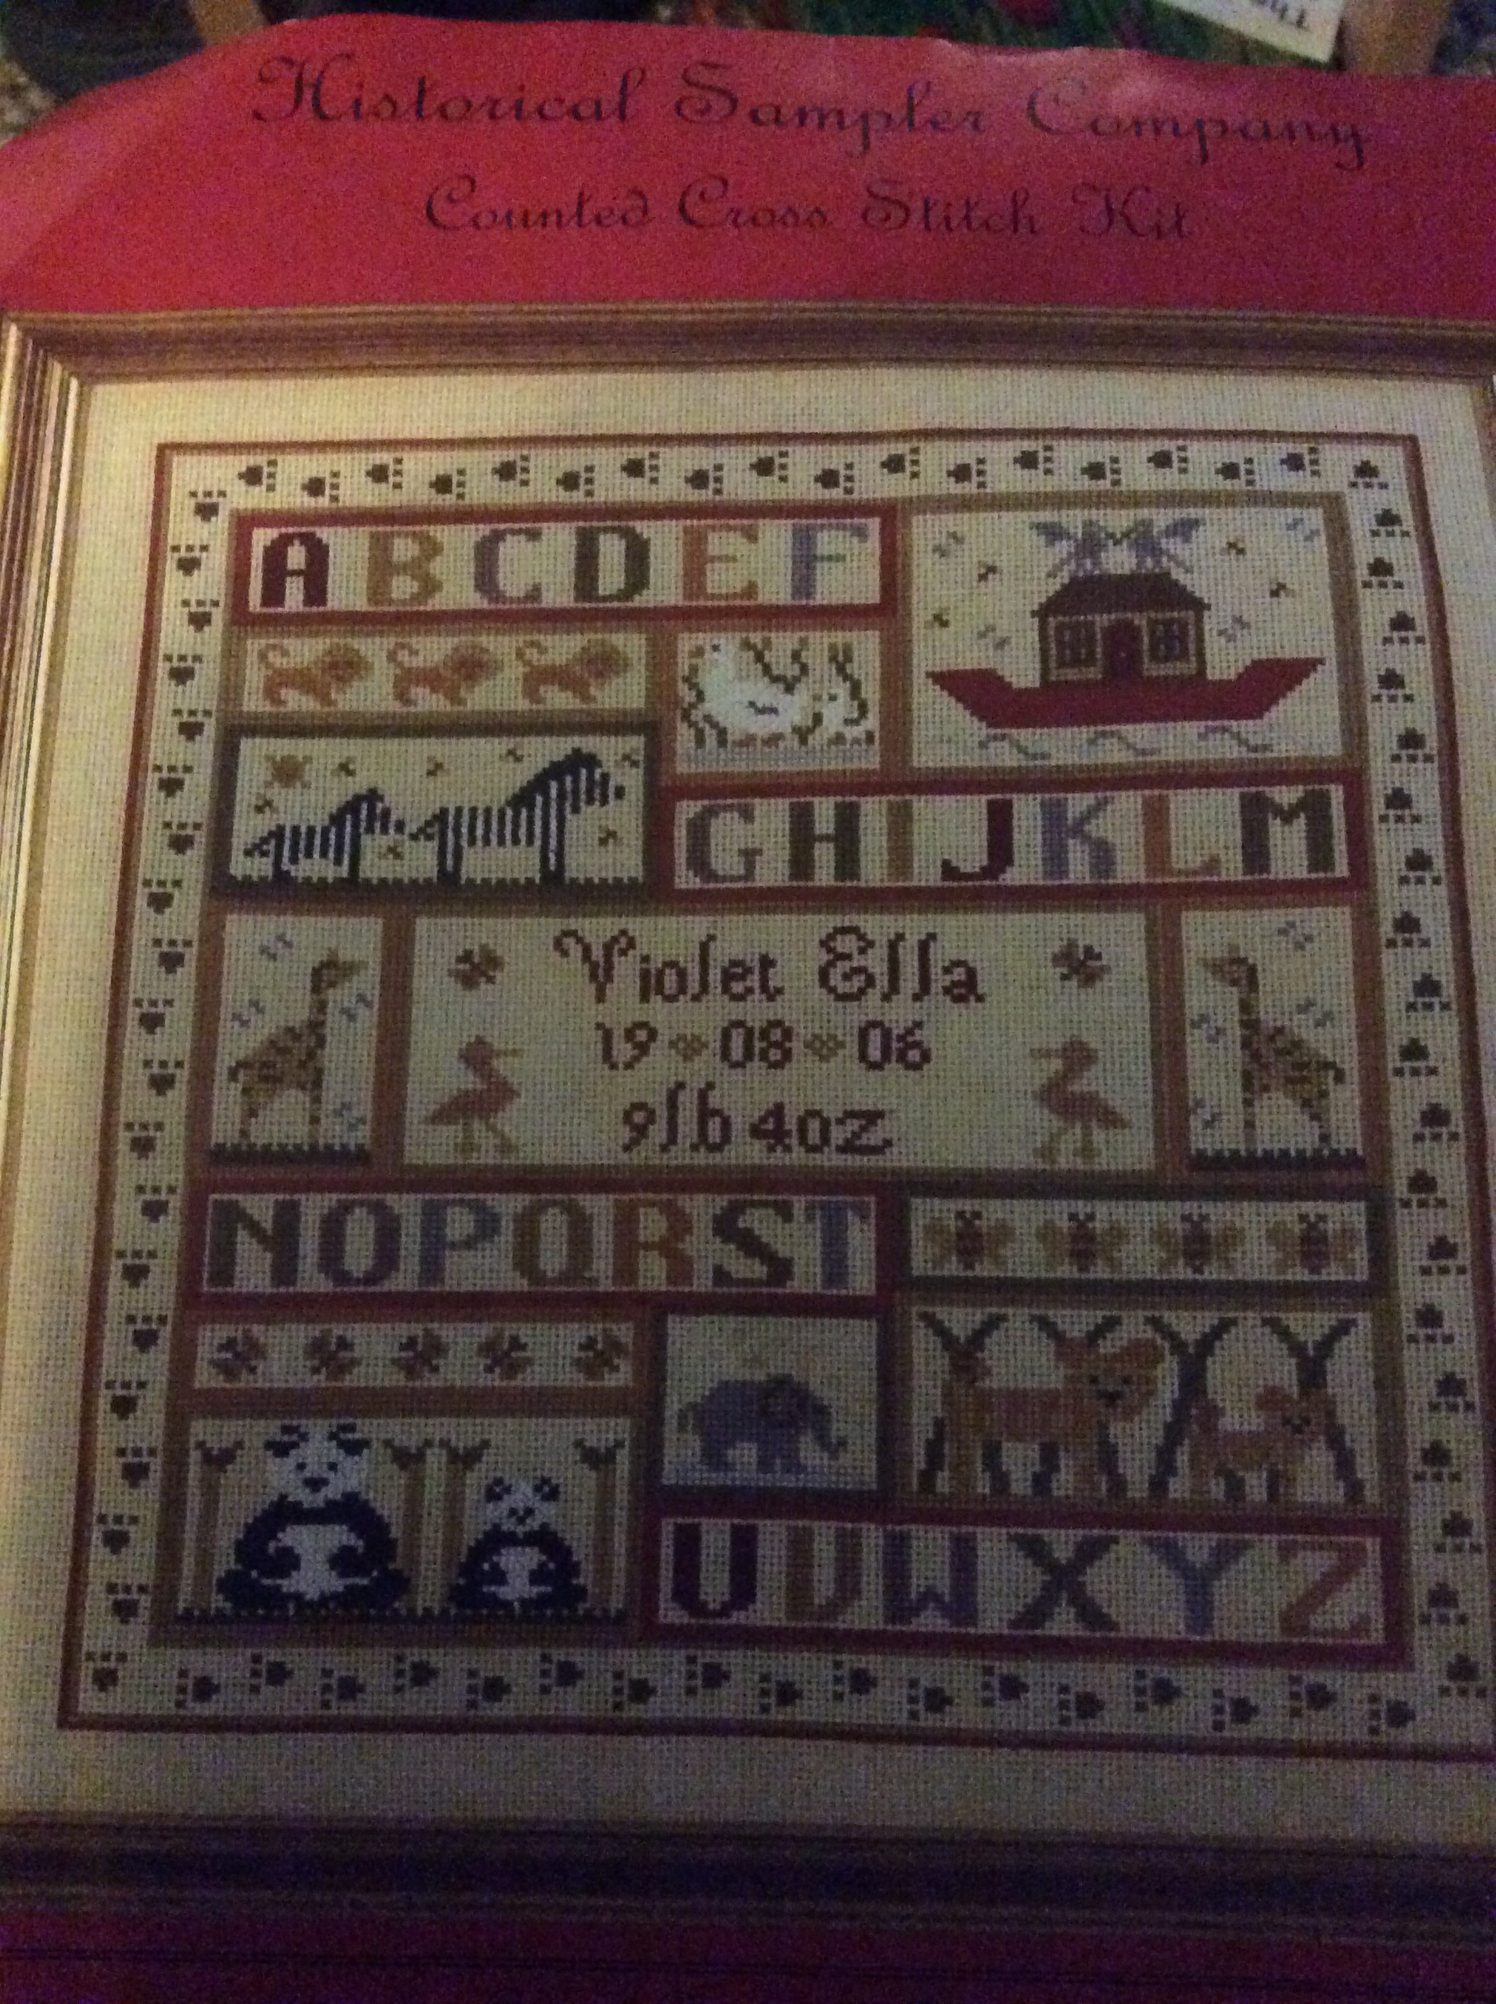 Historical Sampler Company
Counted Cross Stitch Kit
ABCDEF
GHIJKLM
Violet Ella
19 08 06
9lb 4oz
NOPQRST
UVWXYZ